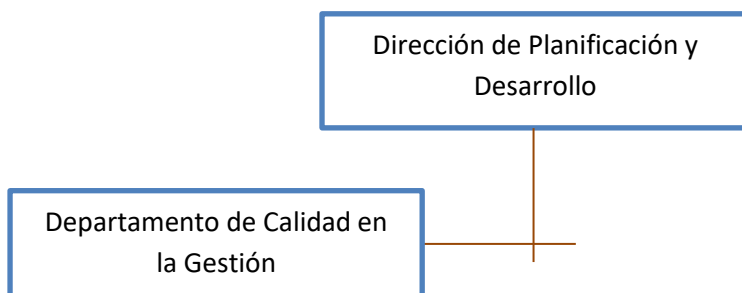 Dirección de Planificación y
Desarrollo
Departamento de Calidad en
la Gestión